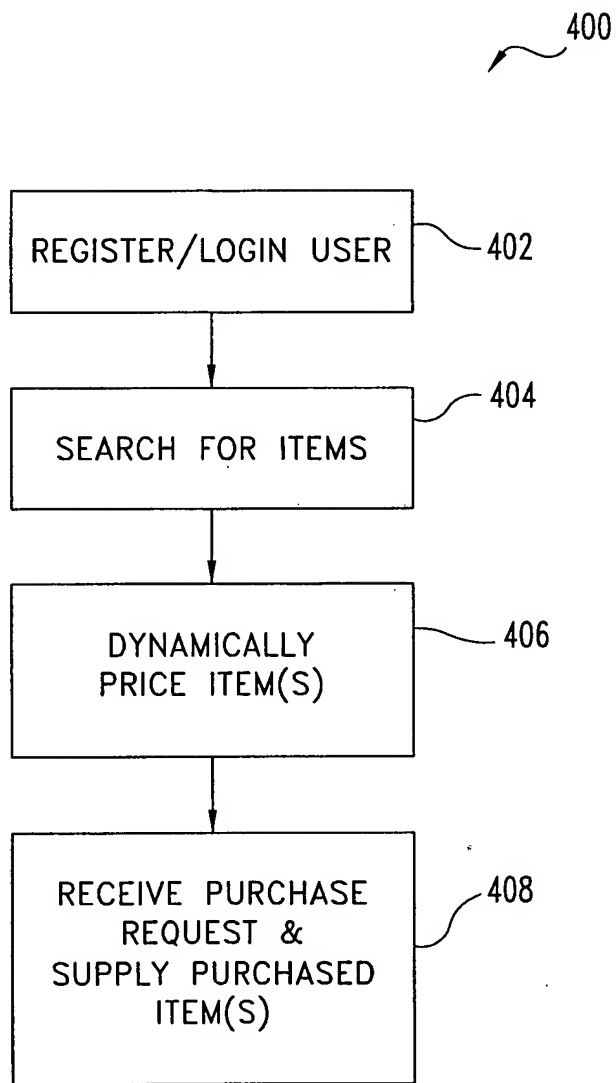 400
REGISTER/LOGIN USER
402
SEARCH FOR ITEMS
404
DYNAMICALLY
PRICE ITEM(S)
406
RECEIVE PURCHASE
REQUEST &
SUPPLY PURCHASED
ITEM(S)
408